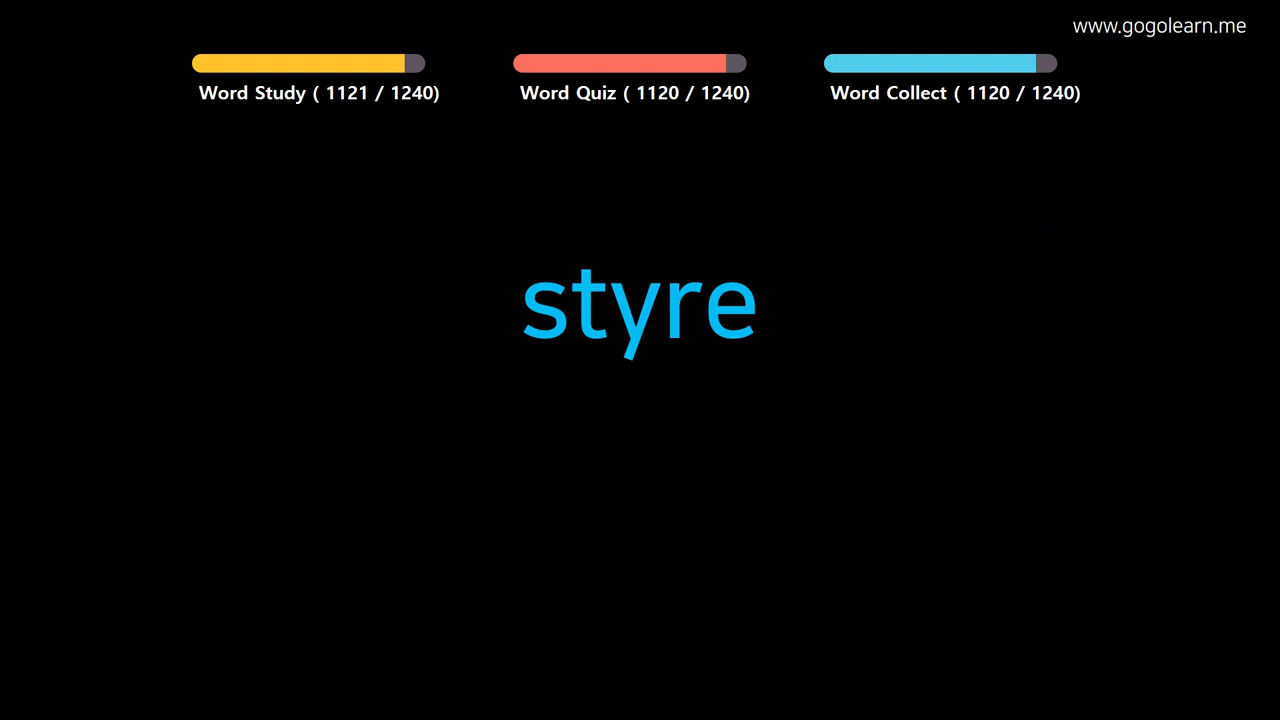 www.gogolearn.me
Word Study ( 1121 / 1240)
Word Quiz ( 1120 / 1240)
Word Collect ( 1120 / 1240)
styre